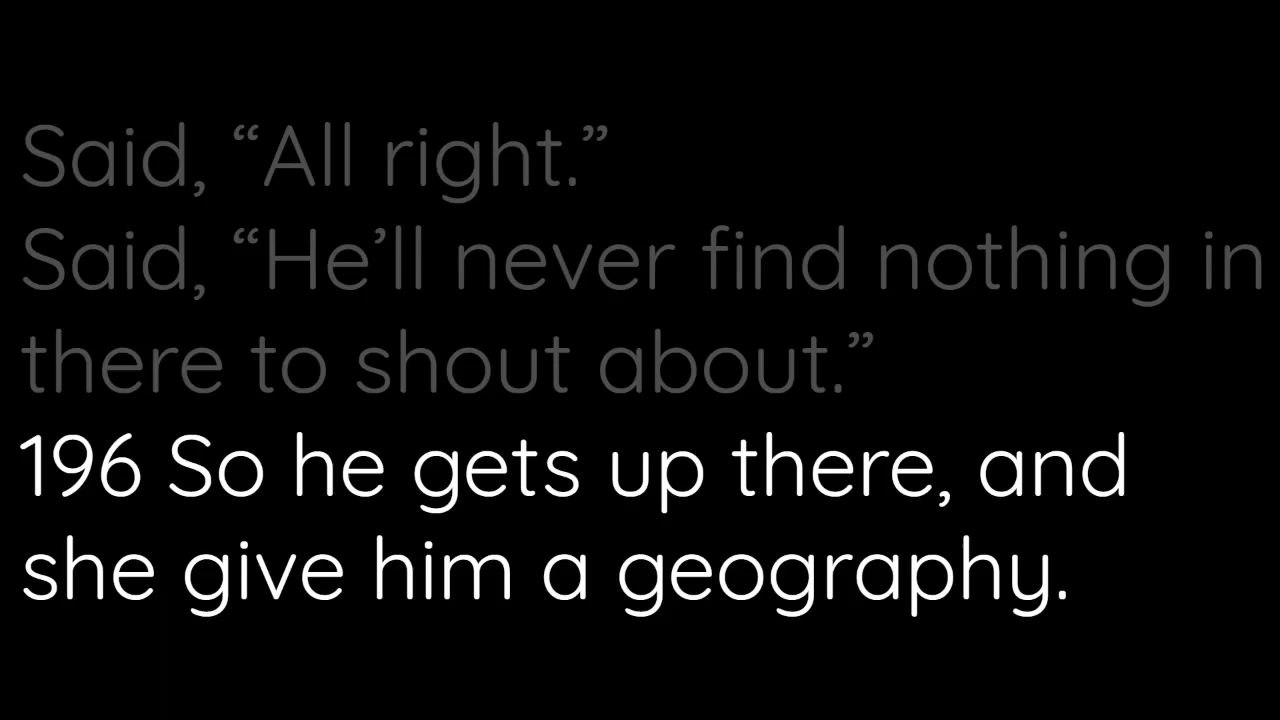 Said, “All right.”
Said, “He’ll never find nothing in
there to shout about.”
196 So he gets up there, and
she give him a geography.